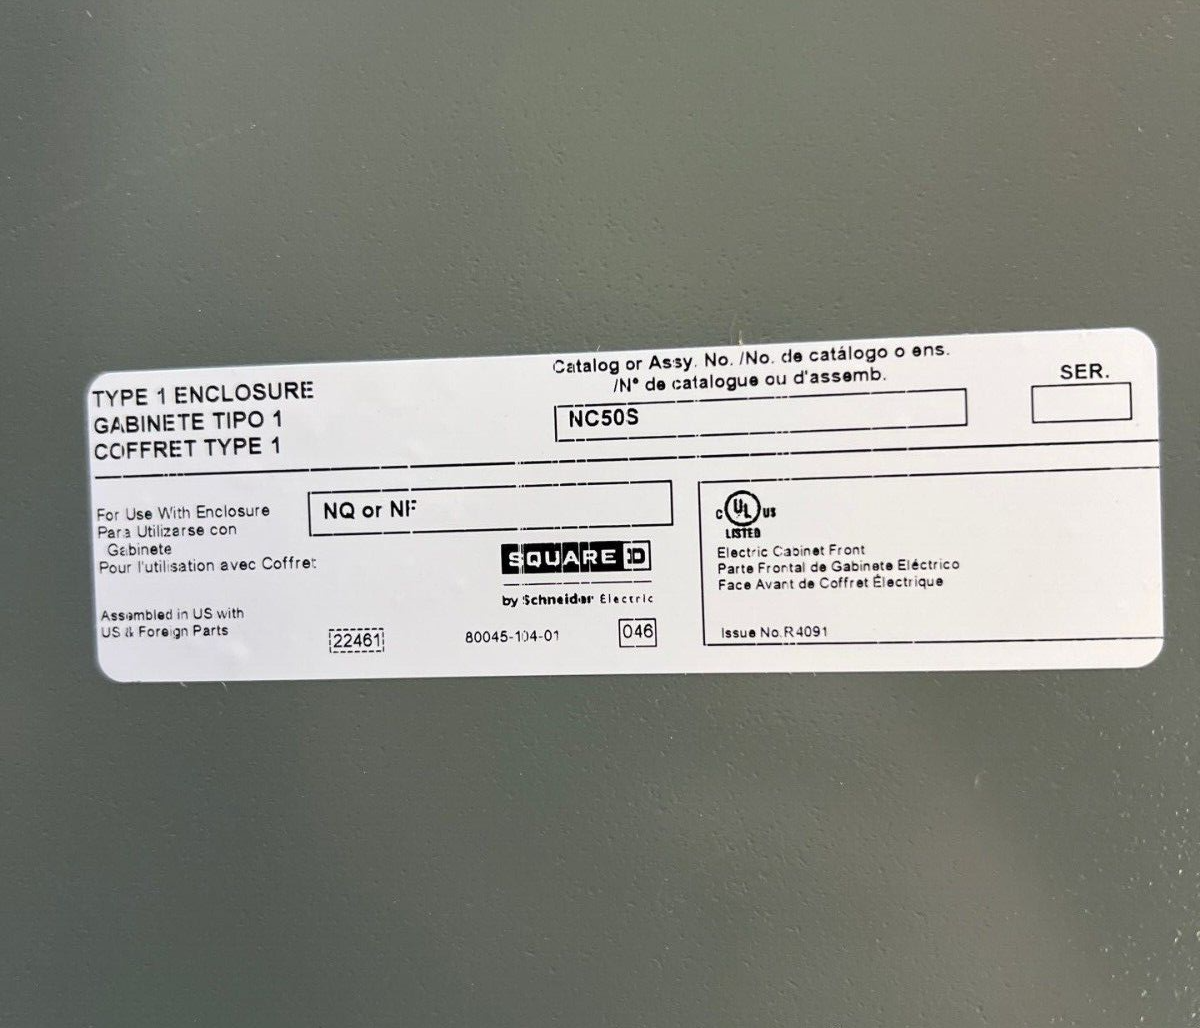 TYPE 1 ENCLOSURE
GABINETE TIPO 1
COFFRET TYPE 1
Catalog or Assy. No. /No. de catálogo o ens.
/N° de catalogue ou d'assemb.
NC50S
SER.
For Use With Enclosure
Para Utilizarse con
Gabinete
Pour l'utilisation avec Coffret
NQ or NF
SQUARE D
by Schneider Electric
Assembled in US with
US & Foreign Parts
22461
80045-104-01
046
C UL US
LISTED
Electric Cabinet Front
Parte Frontal de Gabinete Eléctrico
Face Avant de Coffret Électrique
Issue No.R4091